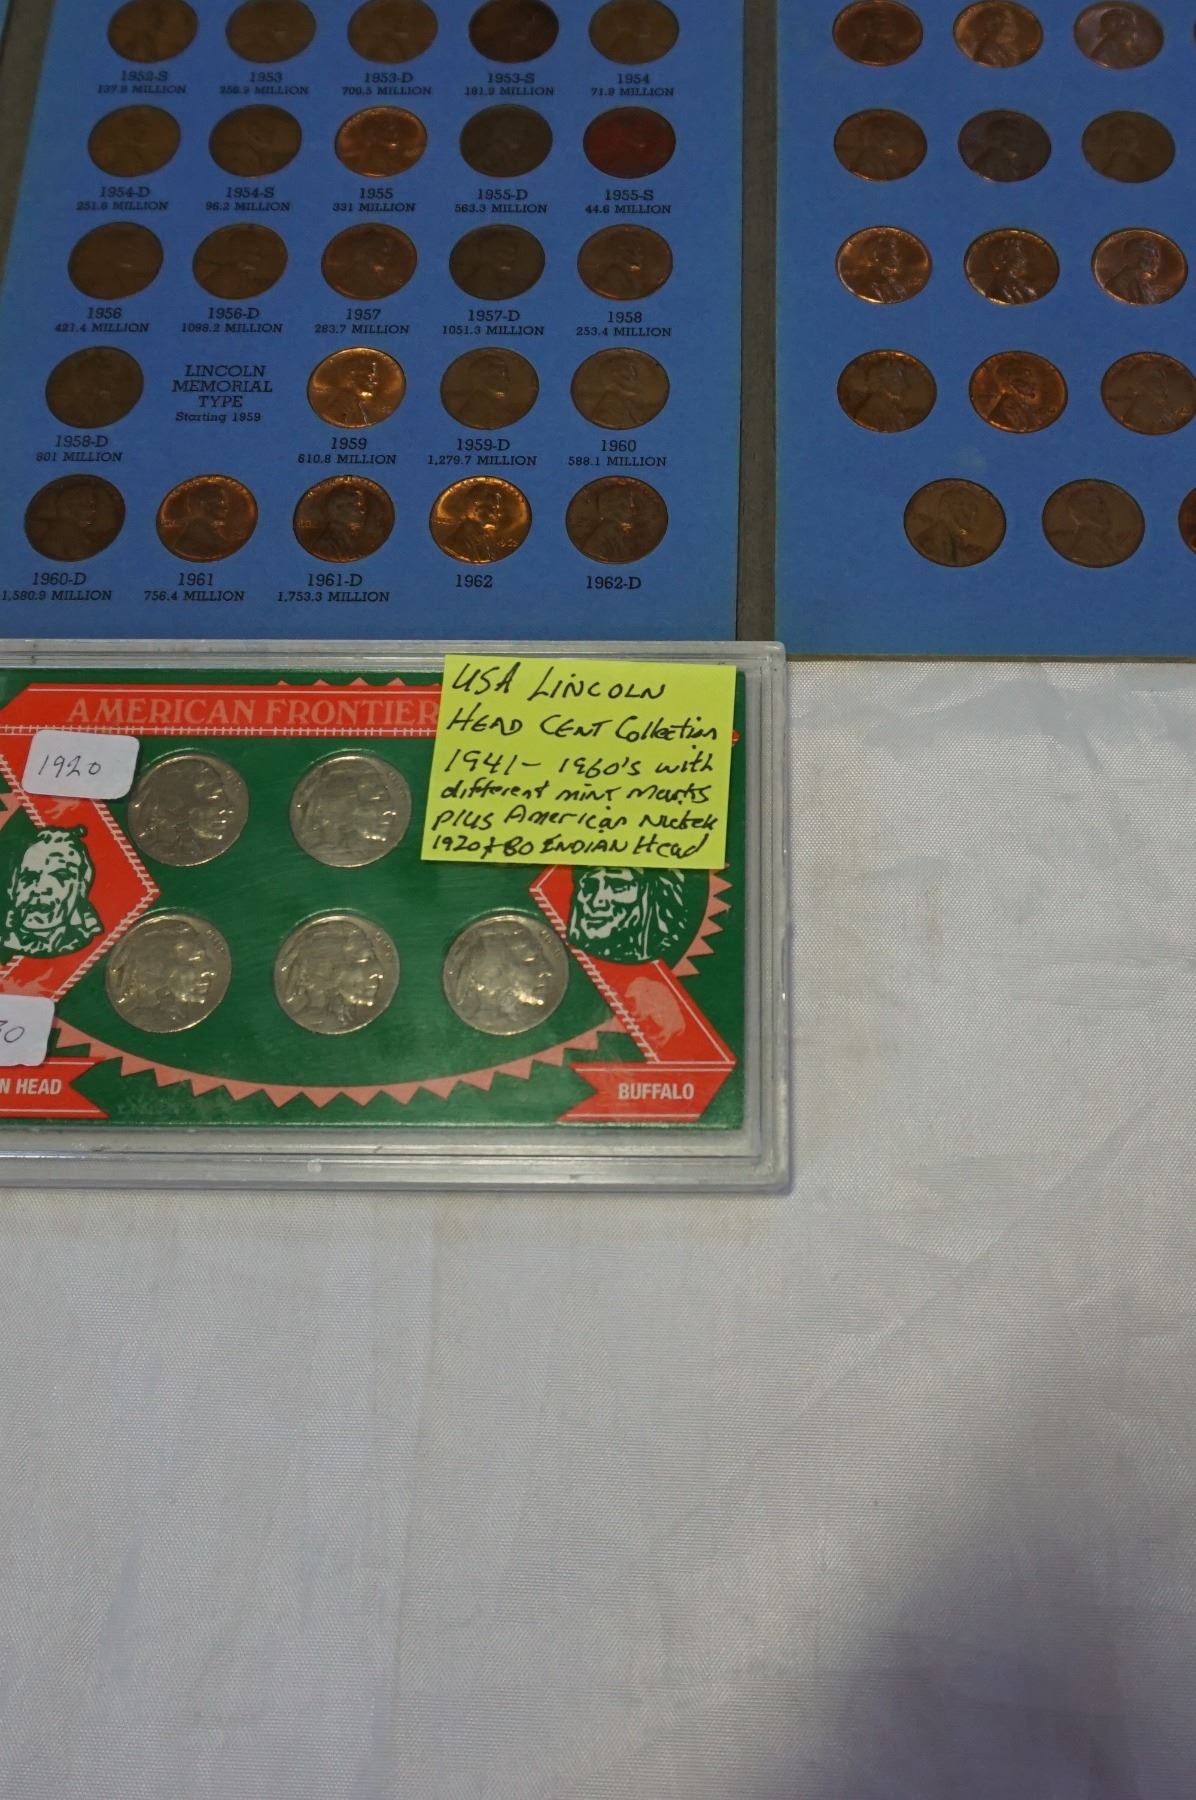 1952-S 1953 1953-D 1953-S 1954
137.8 MILLION 256.9 MILLION 700.5 MILLION 181.9 MILLION 71.9 MILLION
1954-D 1954-S 1955 1955-D 1955-S
251.8 MILLION 96.2 MILLION 331 MILLION 563.3 MILLION 44.6 MILLION
1956 1956-D 1957 1957-D 1958
421.4 MILLION 1098.2 MILLION 283.7 MILLION 1051.3 MILLION 253.4 MILLION
LINCOLN
MEMORIAL
TYPE
Starting 1959
1958-D 1959 1959-D 1960
801 MILLION 610.8 MILLION 1,279.7 MILLION 588.1 MILLION
1960-D 1961 1961-D 1962 1962-D
1,580.9 MILLION 756.4 MILLION 1,753.3 MILLION
AMERICAN FRONTIER
1920
USA LINCOLN
HEAD CENT Collection
1941- 1960's with
different mint marks
plus American Nickels
1920 + 30 INDIAN Head
30
N HEAD
BUFFALO